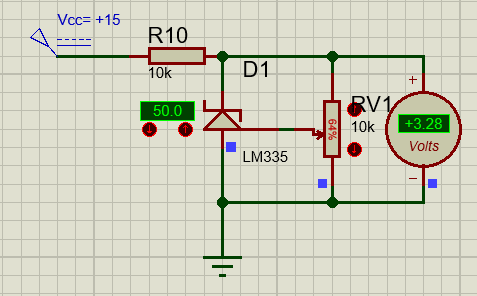 Vcc= +15
R10
10k
D1
50.0
LM335
RV1
64%
10k
+
+3.28
Volts
−